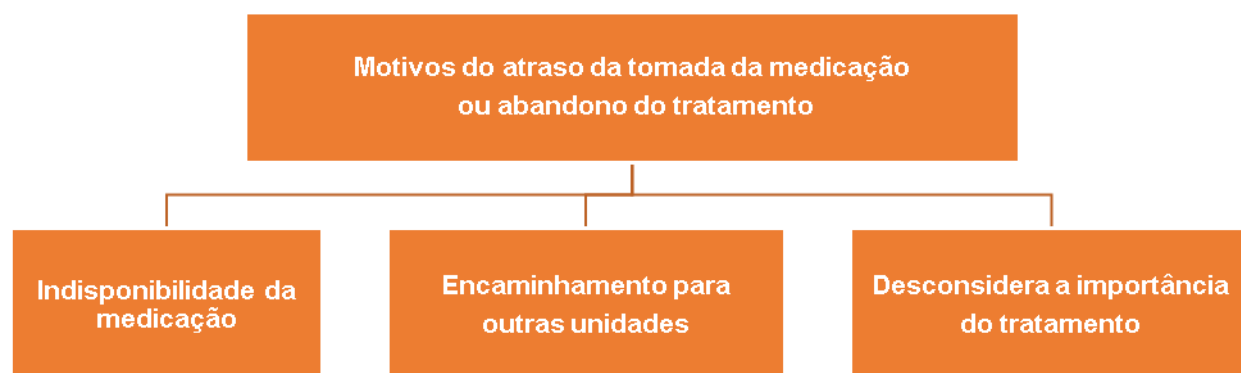 Motivos do atraso da tomada da medicação
ou abandono do tratamento
Indisponibilidade da
medicação
Encaminhamento para
outras unidades
Desconsidera a importância
do tratamento